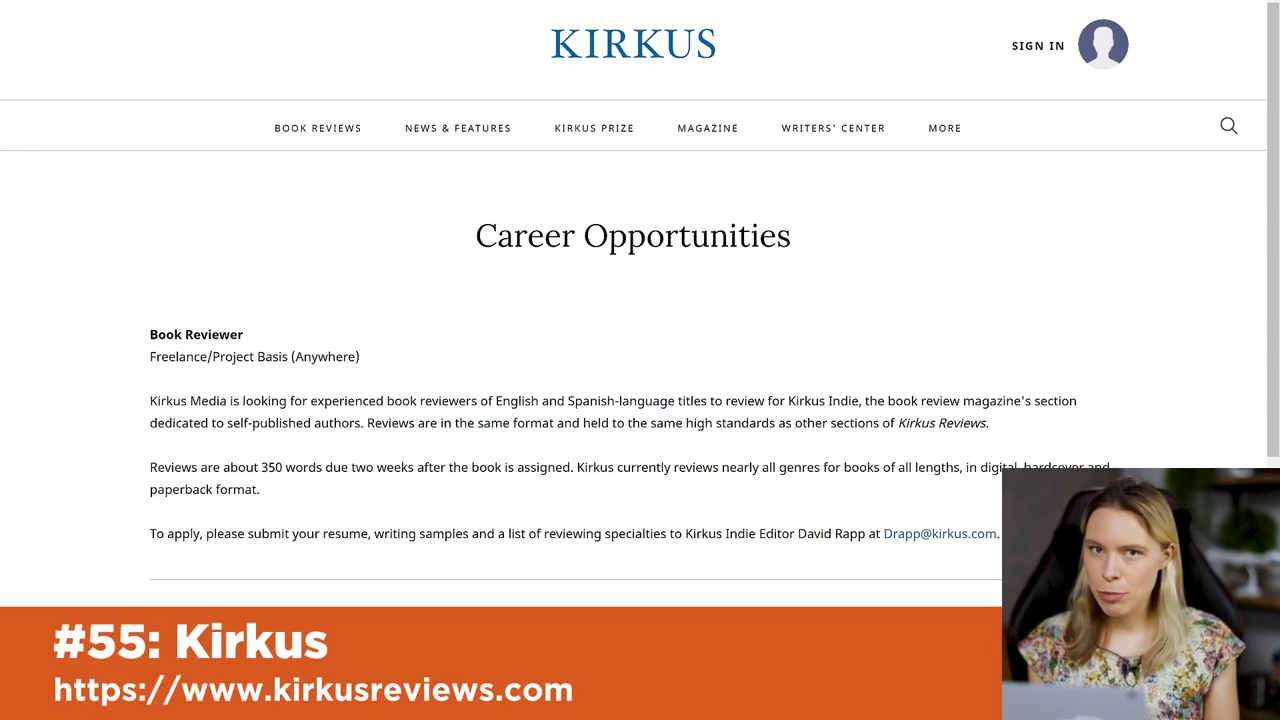 KIRKUS
SIGN IN
BOOK REVIEWS NEWS & FEATURES KIRKUS PRIZE MAGAZINE WRITERS' CENTER MORE
Career Opportunities
Book Reviewer
Freelance/Project Basis (Anywhere)
Kirkus Media is looking for experienced book reviewers of English and Spanish-language titles to review for Kirkus Indie, the book review magazine's section
dedicated to self-published authors. Reviews are in the same format and held to the same high standards as other sections of Kirkus Reviews.
Reviews are about 350 words due two weeks after the book is assigned. Kirkus currently reviews nearly all genres for books of all lengths, in digital, hardcover and
paperback format.
To apply, please submit your resume, writing samples and a list of reviewing specialties to Kirkus Indie Editor David Rapp at Drapp@kirkus.com.
#55: Kirkus
https://www.kirkusreviews.com